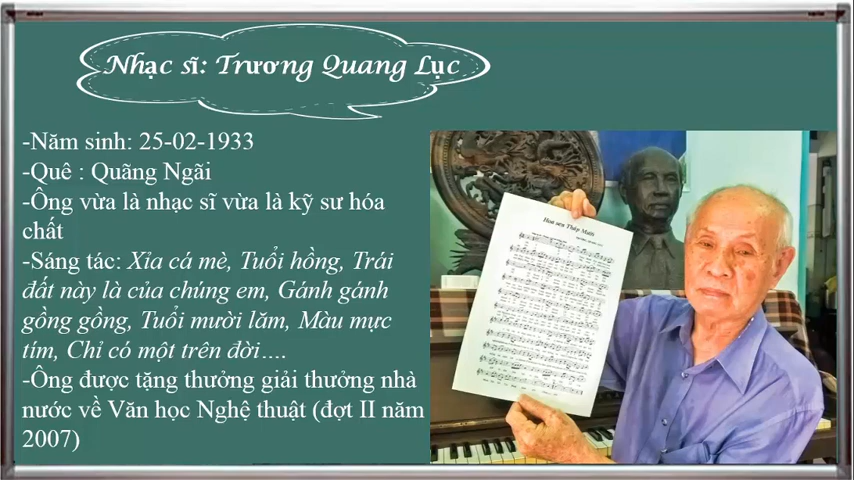 Nhạc sĩ: Trương Quang Lục
-Năm sinh: 25-02-1933
-Quê : Quãng Ngãi
-Ông vừa là nhạc sĩ vừa là kỹ sư hóa
chất
-Sáng tác: Xỉa cá mè, Tuổi hồng, Trái
đất này là của chúng em, Gánh gánh
gồng gồng, Tuổi mười lăm, Màu mực
tím, Chỉ có một trên đời….
-Ông được tặng thưởng giải thưởng nhà
nước về Văn học Nghệ thuật (đợt II năm
2007)
Hoa sen Tháp Mười